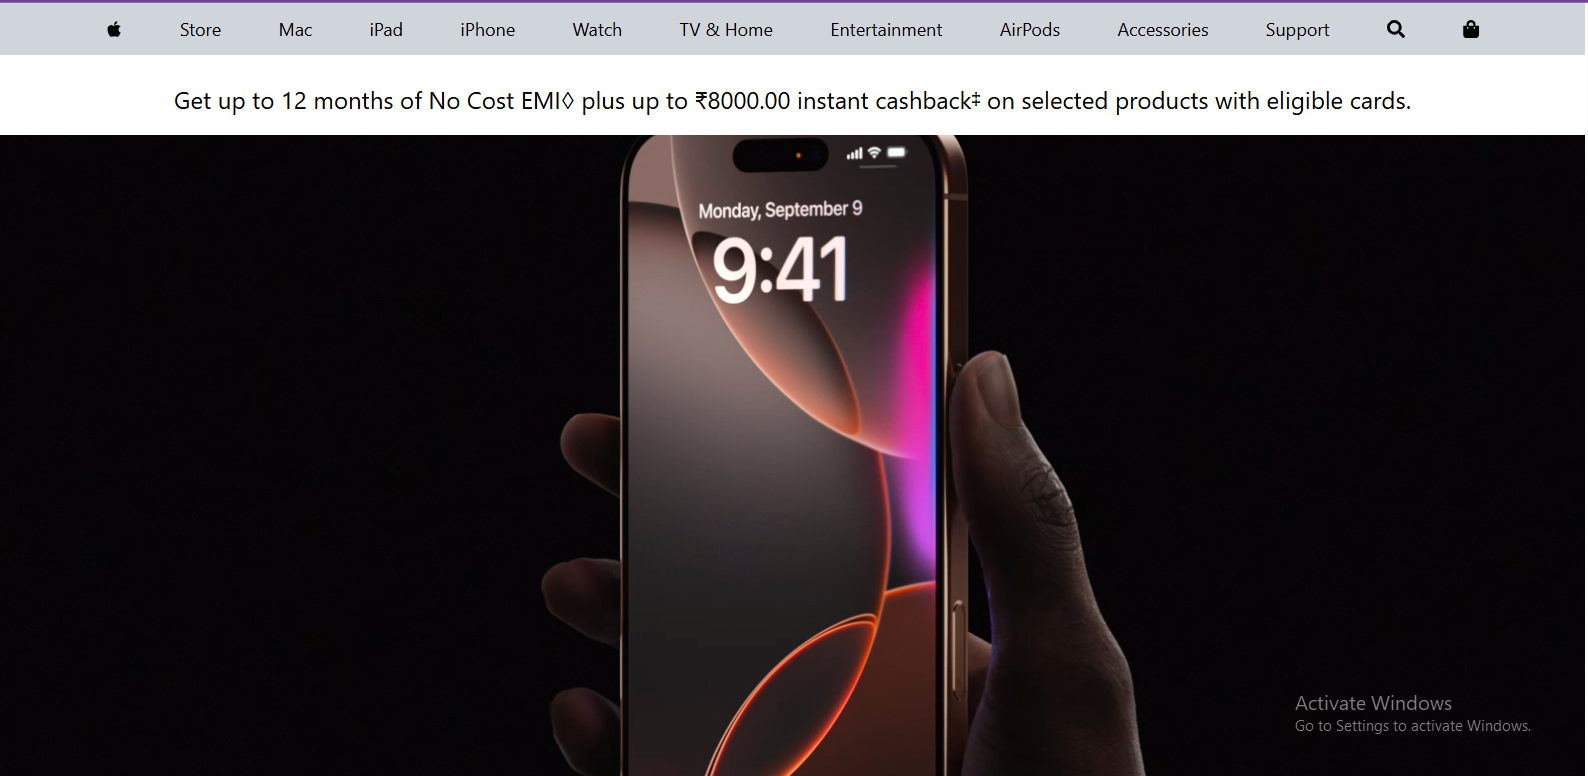 Store Mac iPad iPhone Watch TV & Home Entertainment AirPods Accessories Support
Get up to 12 months of No Cost EMI◊ plus up to ₹8000.00 instant cashback‡ on selected products with eligible cards.
Monday, September 9
9:41
Activate Windows
Go to Settings to activate Windows.